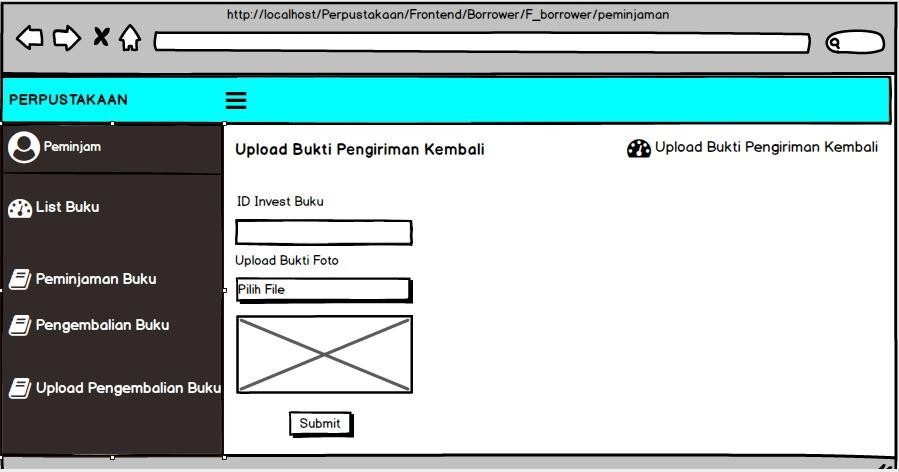 http://localhost/Perpustakaan/Frontend/Borrower/F_borrower/peminjaman
PERPUSTAKAAN
Peminjam
List Buku
Peminjaman Buku
Pengembalian Buku
Upload Pengembalian Buku
Upload Bukti Pengiriman Kembali
Upload Bukti Pengiriman Kembali
ID Invest Buku
Upload Bukti Foto
Pilih File
Submit